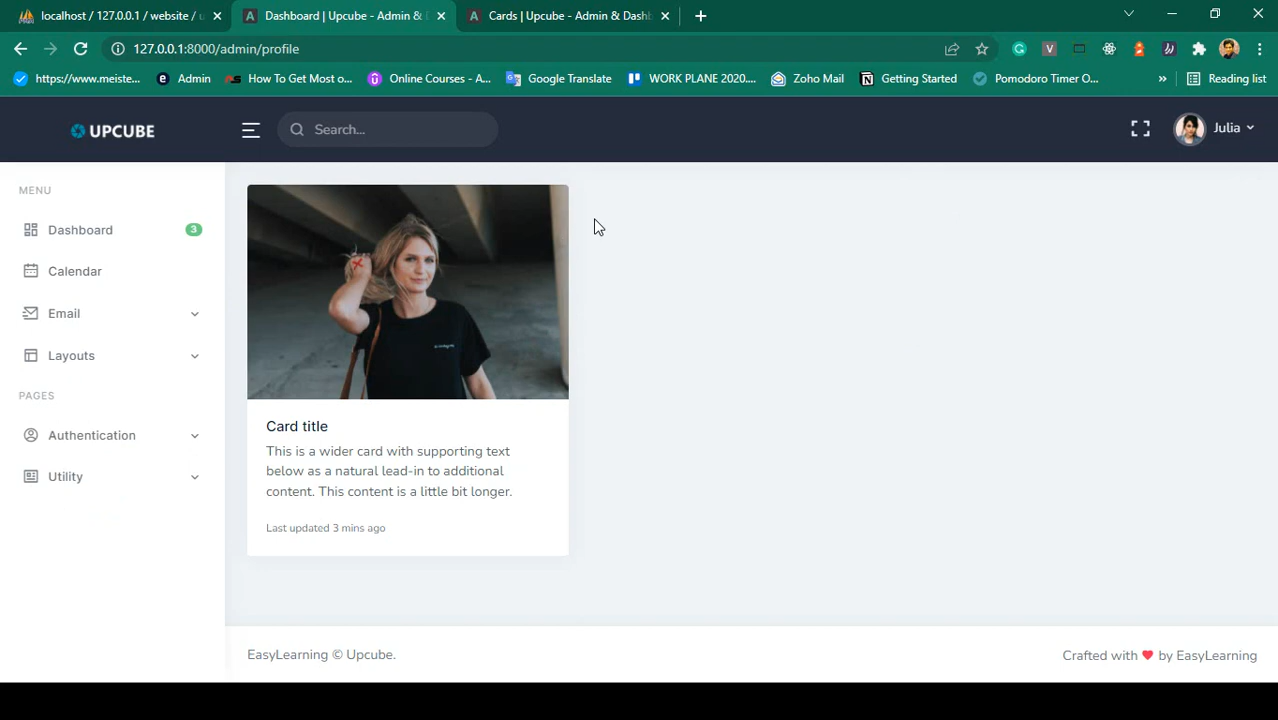 localhost / 127.0.0.1 / website / u
Dashboard | Upcube - Admin &
Cards | Upcube - Admin & Dashb
127.0.0.1:8000/admin/profile
https://www.meiste...
Admin
How To Get Most o...
Online Courses - A...
Google Translate
WORK PLANE 2020....
Zoho Mail
Getting Started
Pomodoro Timer O...
»
Reading list
UPCUBE
Search...
Julia
MENU
Dashboard
3
Calendar
Email
Layouts
PAGES
Authentication
Utility
Card title
This is a wider card with supporting text
below as a natural lead-in to additional
content. This content is a little bit longer.
Last updated 3 mins ago
EasyLearning © Upcube.
Crafted with ❤ by EasyLearning